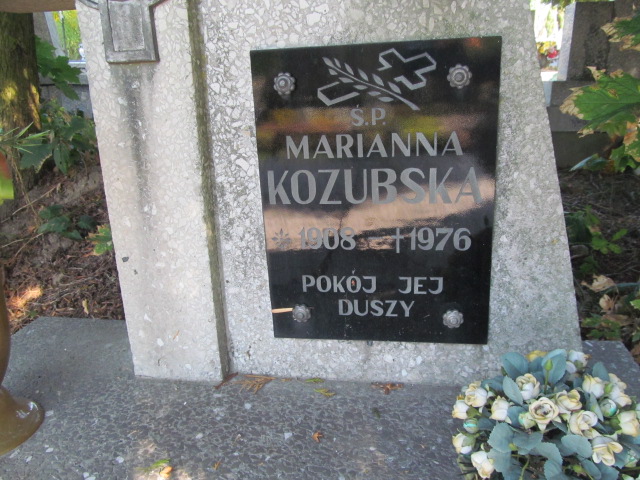 Ś.P.
MARIANNA
KOZUBSKA
* 1908 – † 1976
POKÓJ JEJ
DUSZY